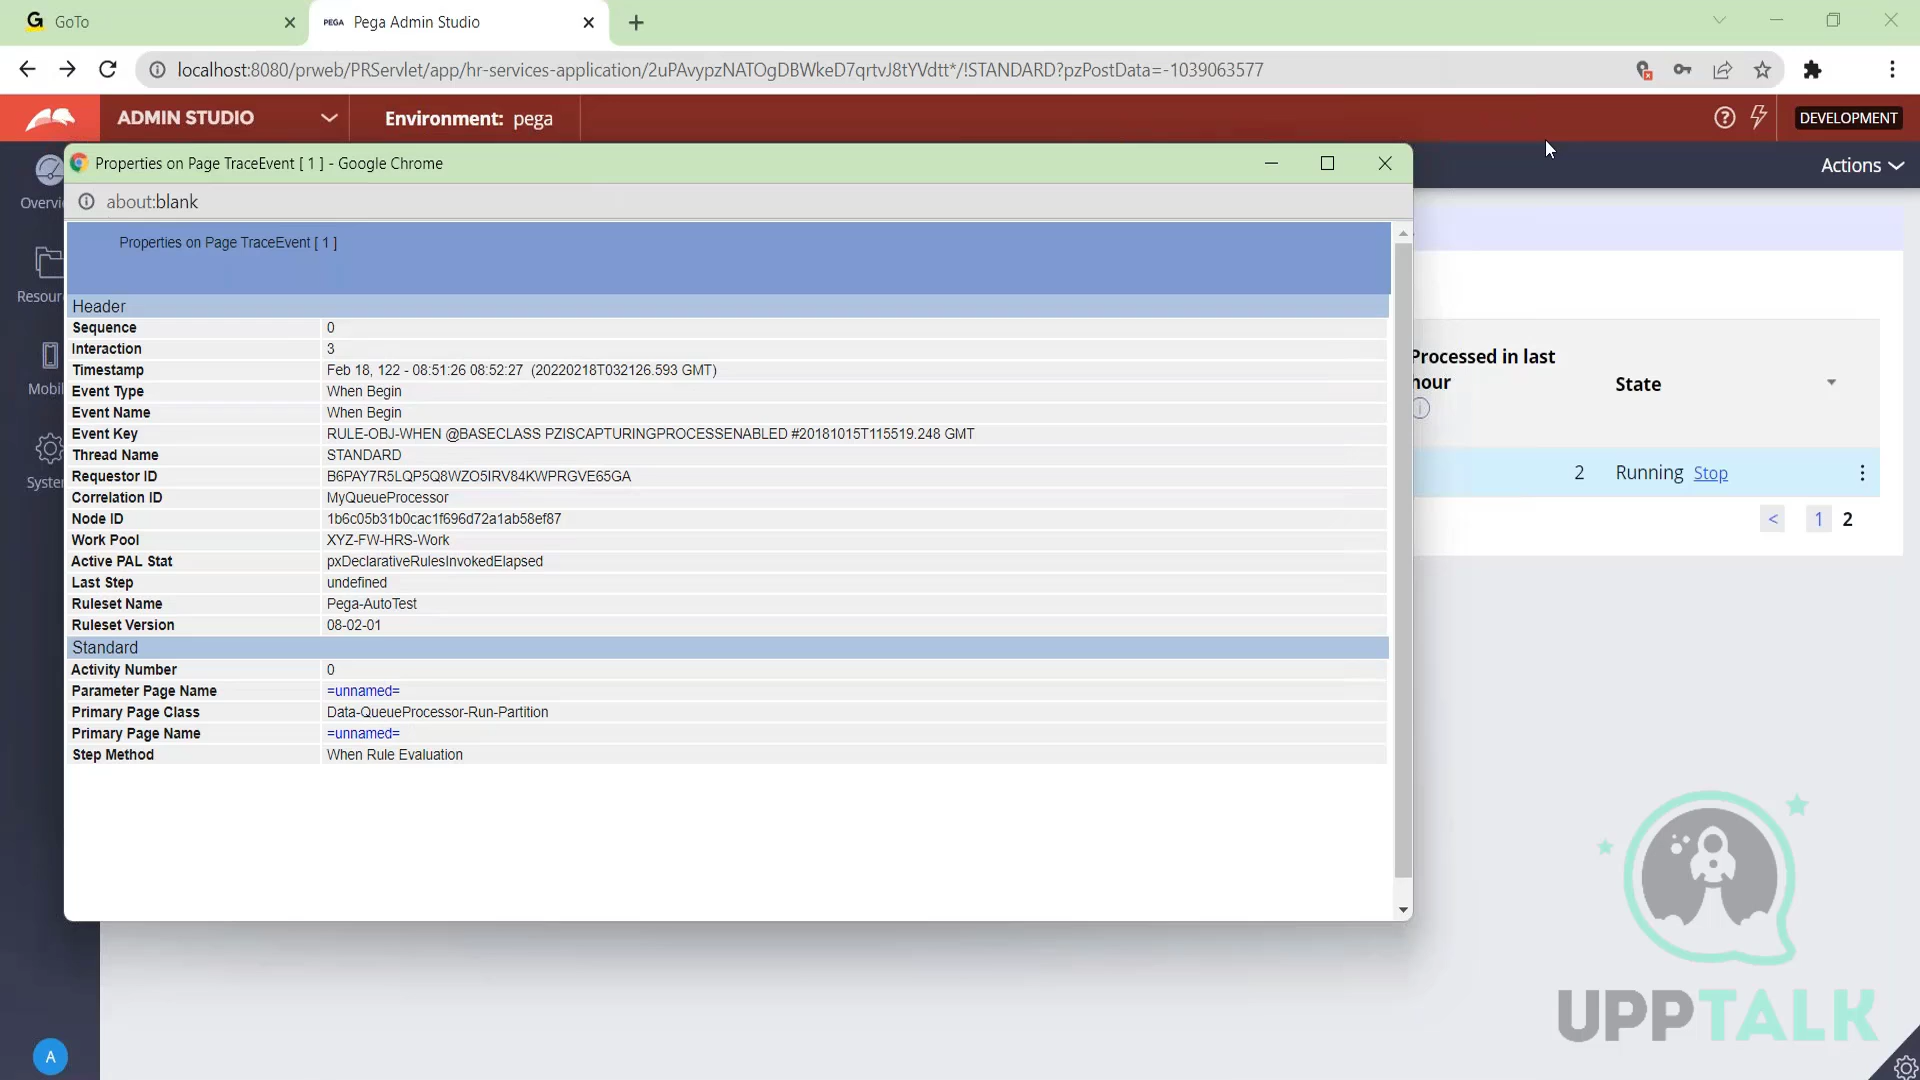 G GoTo
PEGA Pega Admin Studio
localhost:8080/prweb/PRServlet/app/hr-services-application/2uPAvypzNATOgDBWkeD7qrtvJ8tYVdtt*/!STANDARD?pzPostData=-1039063577
ADMIN STUDIO
Environment: pega
DEVELOPMENT
Actions
Properties on Page TraceEvent [ 1 ] - Google Chrome
about:blank
Properties on Page TraceEvent [ 1 ]
Header
Sequence 0
Interaction 3
Timestamp Feb 18, 122 - 08:51:26 08:52:27 (20220218T032126.593 GMT)
Event Type When Begin
Event Name When Begin
Event Key RULE-OBJ-WHEN @BASECLASS PZISCAPTURINGPROCESSENABLED #20181015T115519.248 GMT
Thread Name STANDARD
Requestor ID B6PAY7R5LQP5Q8WZO5IRV84KWPRGVE65GA
Correlation ID MyQueueProcessor
Node ID 1b6c05b31b0cac1f696d72a1ab58ef87
Work Pool XYZ-FW-HRS-Work
Active PAL Stat pxDeclarativeRulesInvokedElapsed
Last Step undefined
Ruleset Name Pega-AutoTest
Ruleset Version 08-02-01
Standard
Activity Number 0
Parameter Page Name =unnamed=
Primary Page Class Data-QueueProcessor-Run-Partition
Primary Page Name =unnamed=
Step Method When Rule Evaluation
Overvi
Resour
Mobil
Syste
A
Processed in last
hour
State
2 Running Stop
< 1 2
UPPTALK